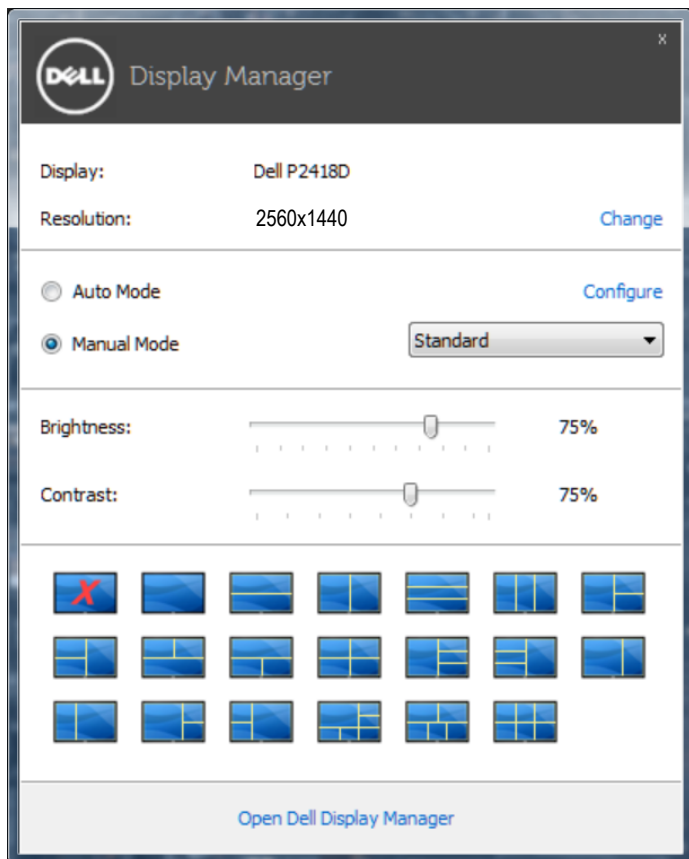 x
DELL Display Manager
Display: Dell P2418D
Resolution: 2560x1440 Change
Auto Mode Configure
Manual Mode Standard
Brightness: 75%
Contrast: 75%
X
Open Dell Display Manager